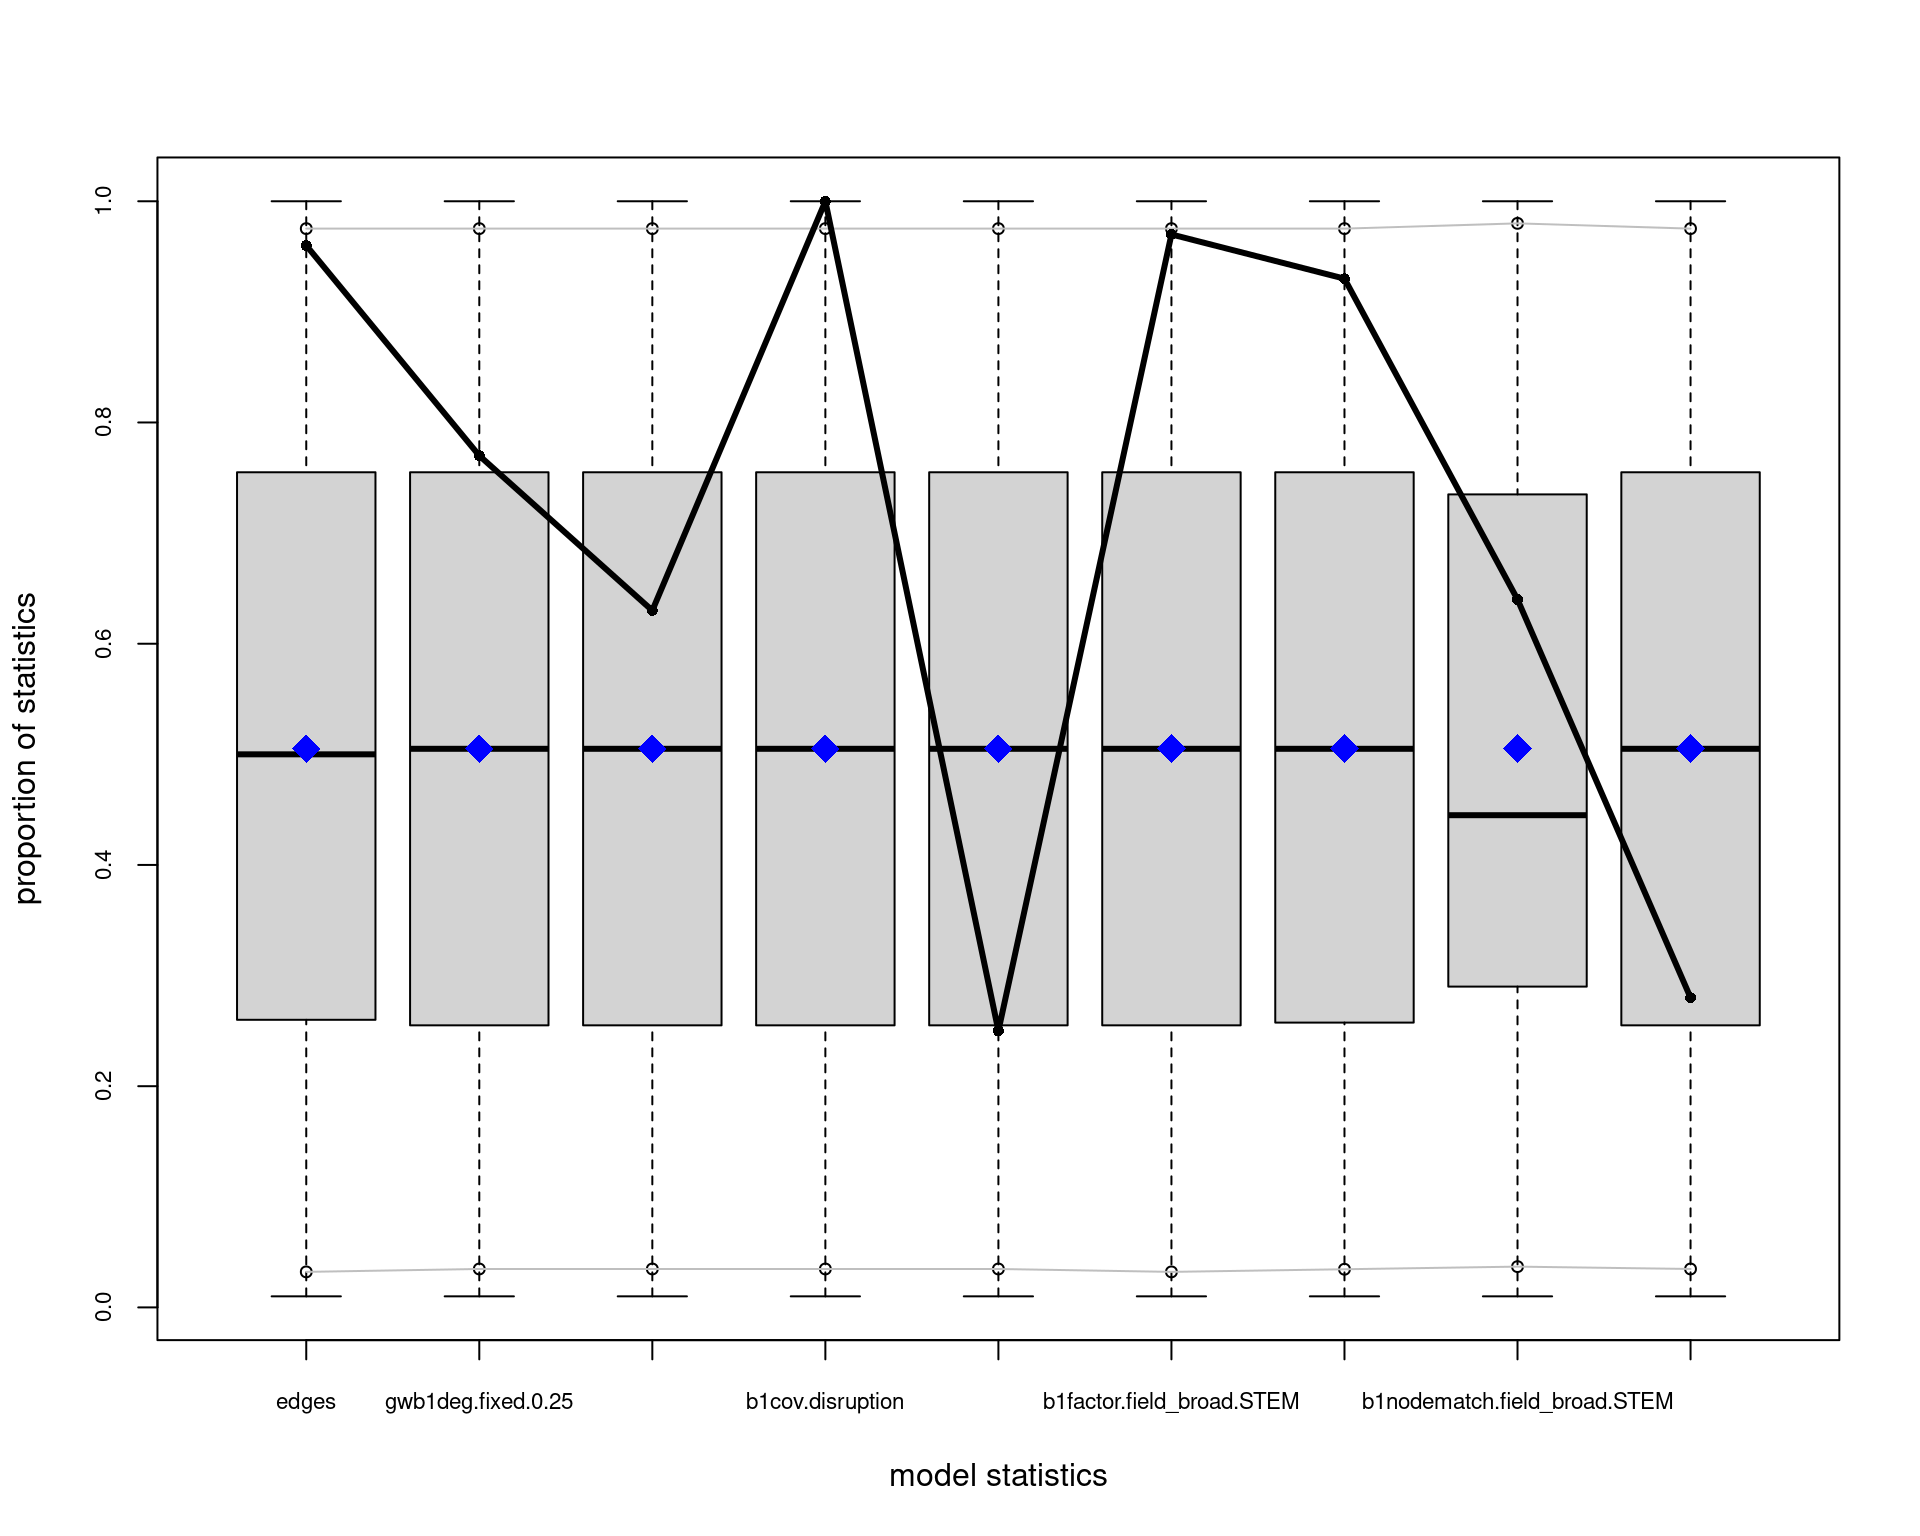 proportion of statistics
1.0
0.8
0.6
0.4
0.2
0.0
edges gwb1deg.fixed.0.25 b1cov.disruption b1factor.field_broad.STEM b1nodematch.field_broad.STEM
model statistics